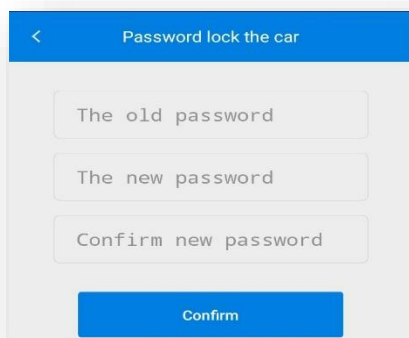 Password lock the car
The old password
The new password
Confirm new password
Confirm